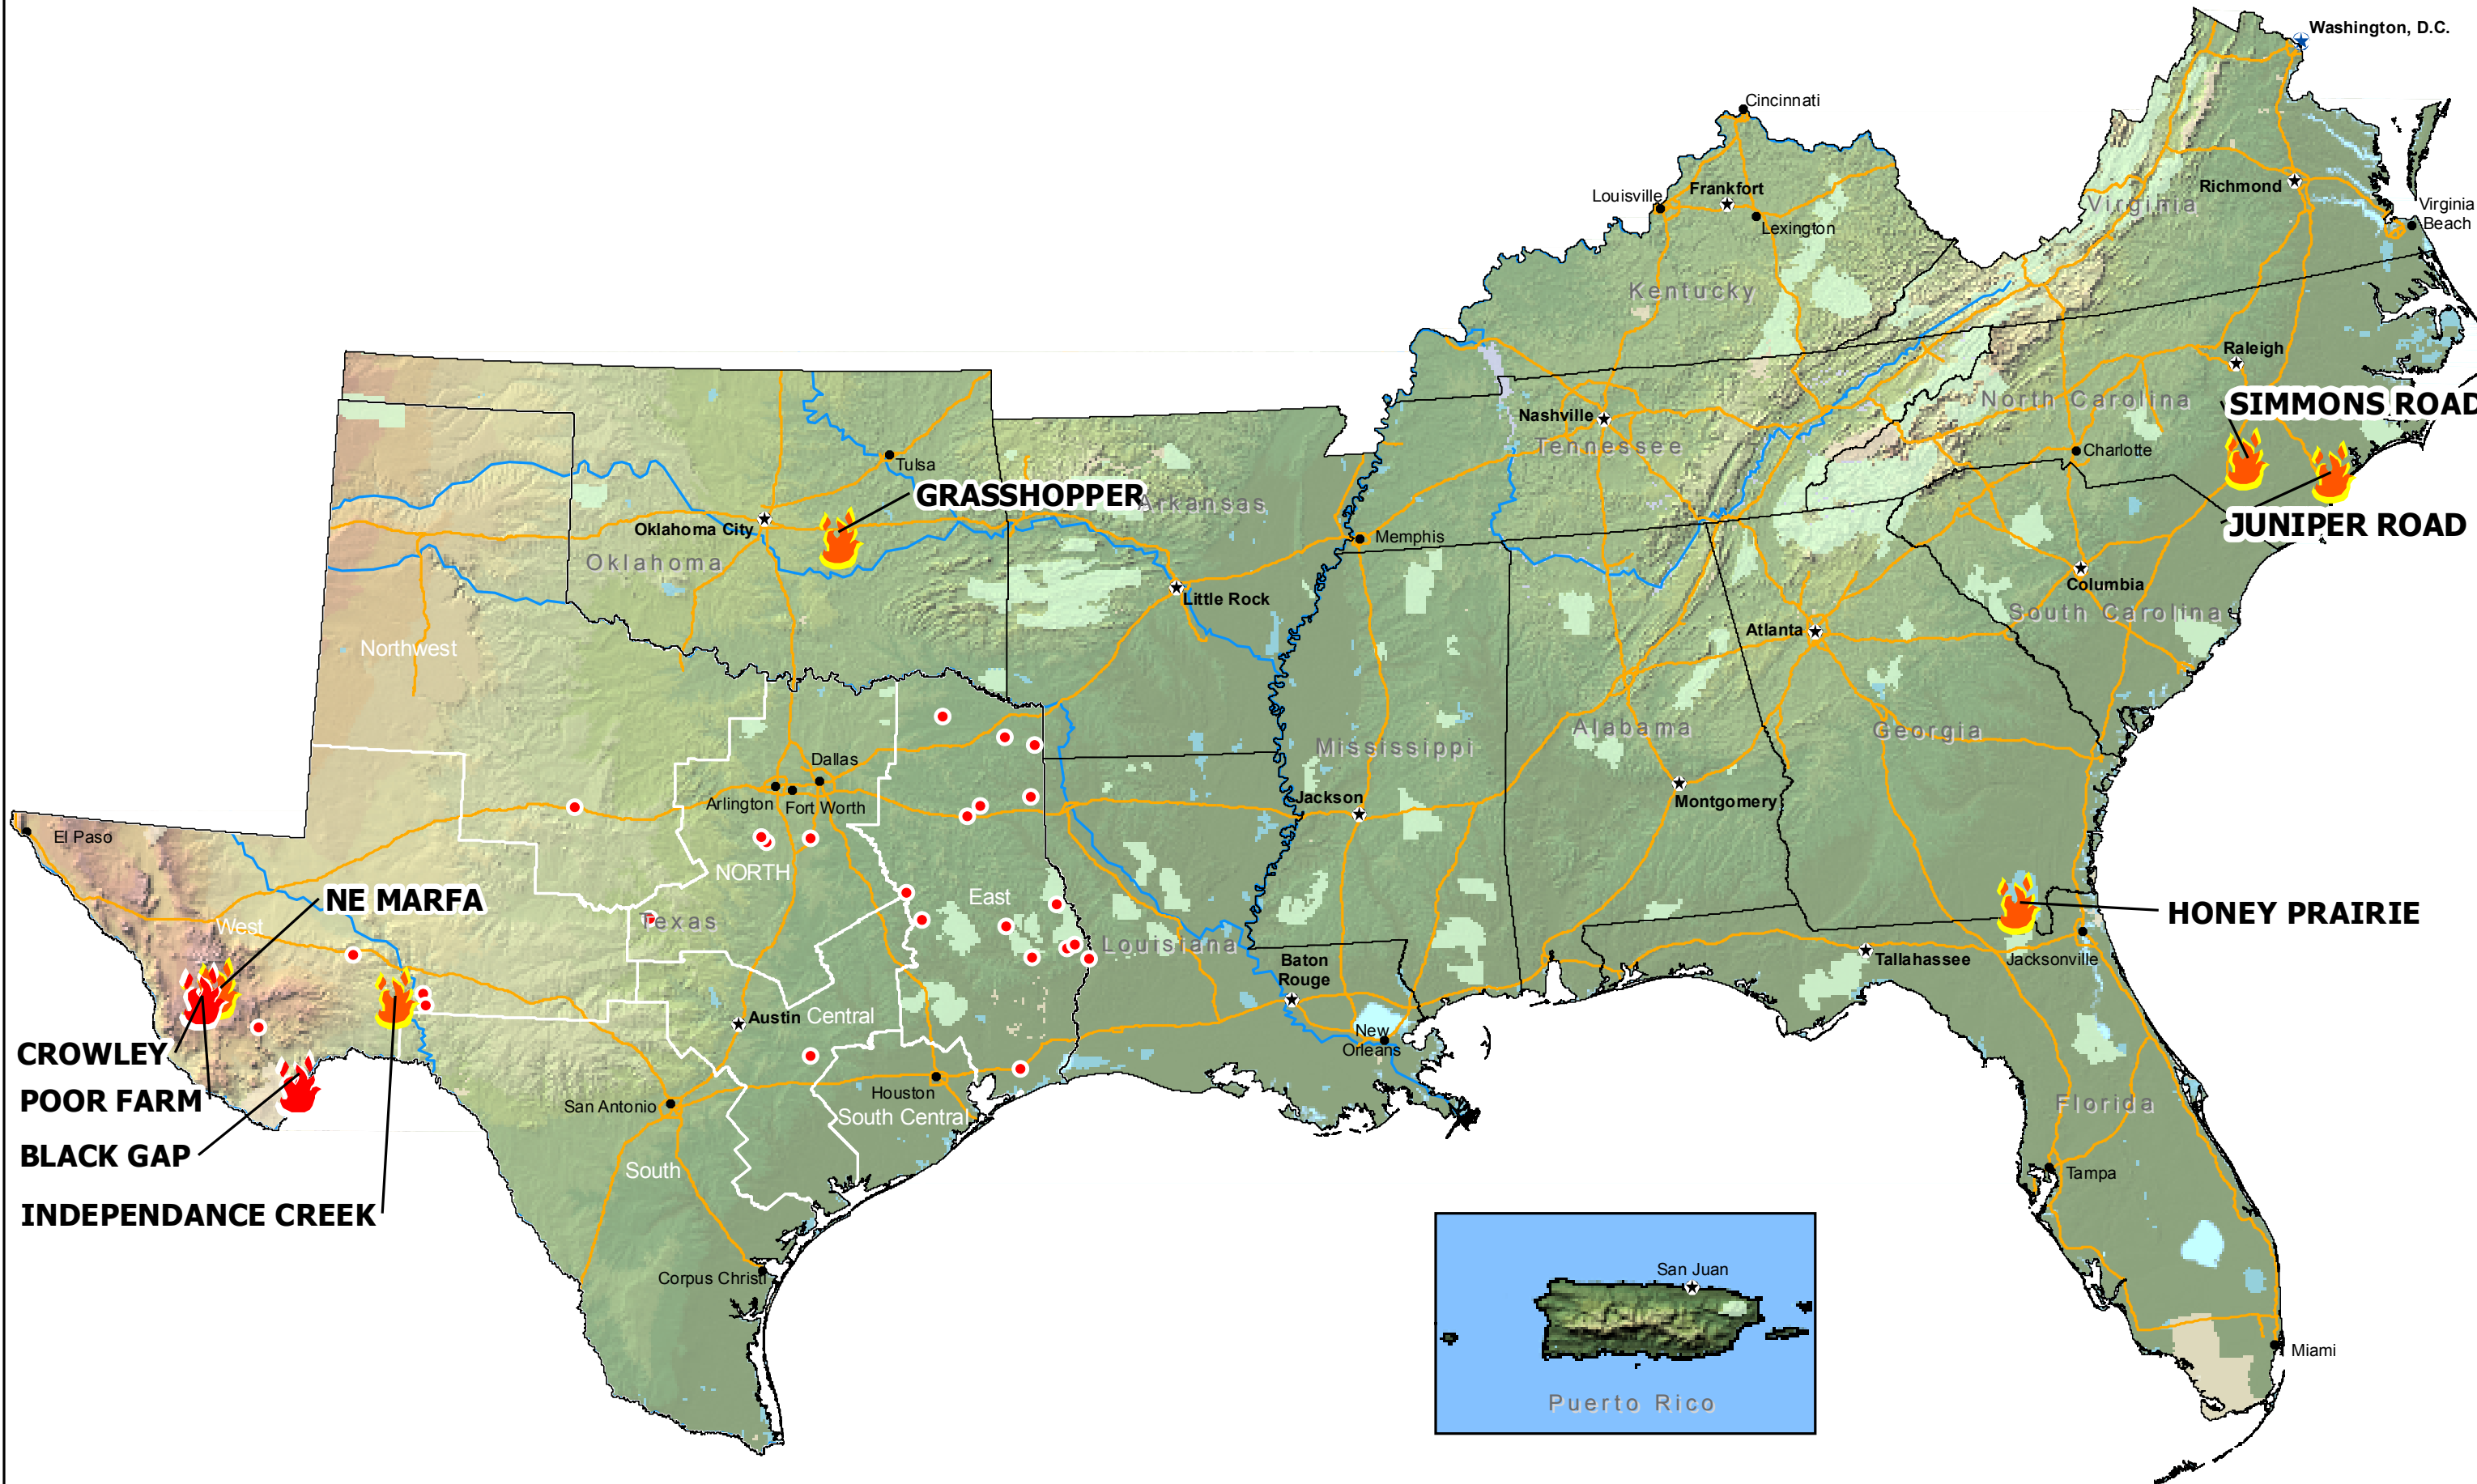 Washington, D.C.
Cincinnati
Louisville
Frankfort
Lexington
Richmond
Virginia
Virginia
Beach
Kentucky
Raleigh
North Carolina
SIMMONS ROAD
Nashville
Tennessee
Charlotte
Tulsa
GRASSHOPPER
Arkansas
Oklahoma City
Oklahoma
Memphis
JUNIPER ROAD
Little Rock
Columbia
South Carolina
Atlanta
Northwest
Alabama
Georgia
Mississippi
Dallas
Arlington
Fort Worth
Jackson
Montgomery
El Paso
NORTH
NE MARFA
East
West
Texas
Louisiana
HONEY PRAIRIE
Baton
Rouge
Tallahassee
Jacksonville
Austin
Central
New
Orleans
CROWLEY
POOR FARM
San Antonio
Houston
South Central
Florida
BLACK GAP
South
Tampa
INDEPENDANCE CREEK
Corpus Christi
San Juan
Miami
Puerto Rico